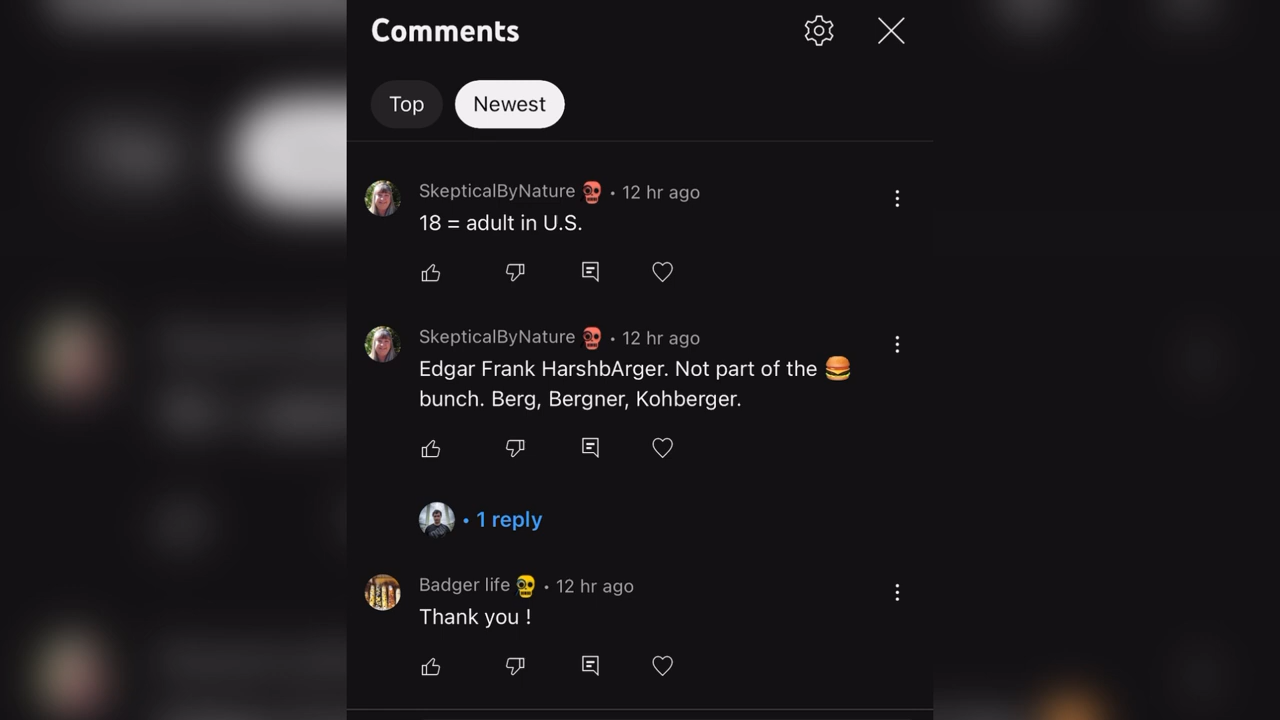 Comments
Top Newest
SkepticalByNature • 12 hr ago
18 = adult in U.S.
SkepticalByNature • 12 hr ago
Edgar Frank HarshbArger. Not part of the 🍔
bunch. Berg, Bergner, Kohberger.
• 1 reply
Badger life • 12 hr ago
Thank you !